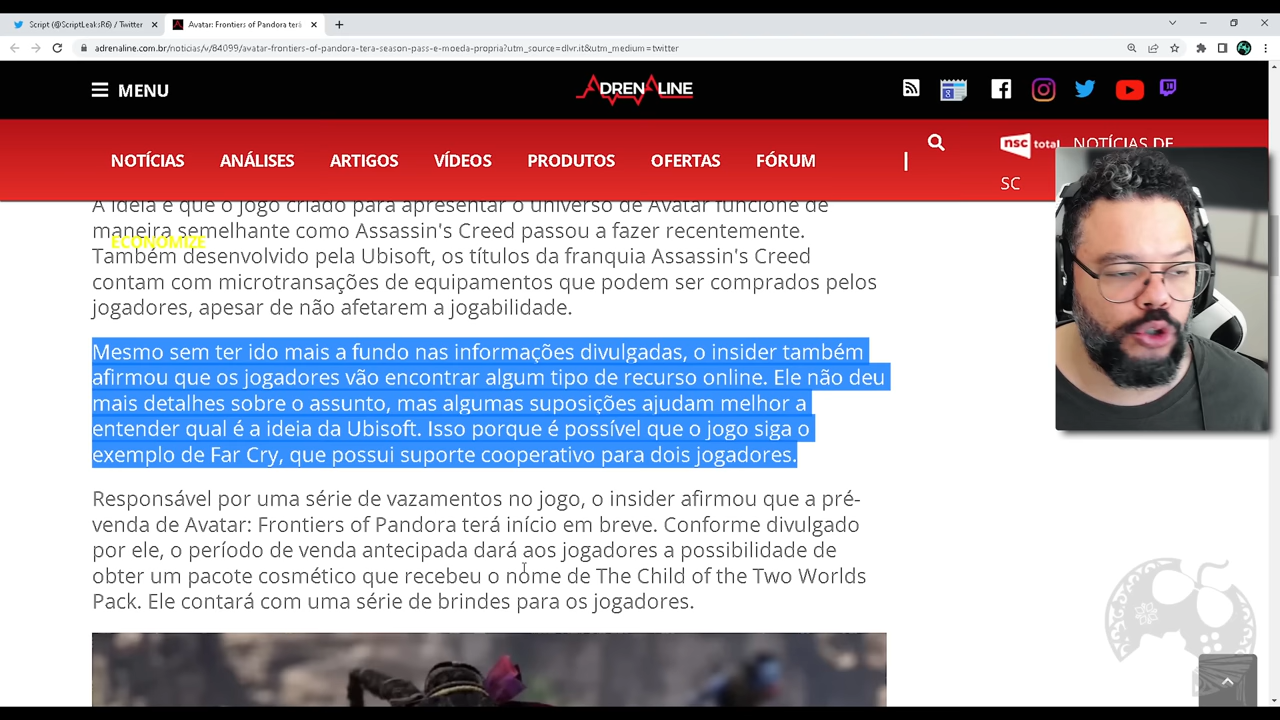 Script (@ScriptLeaksR6) / Twitter
Avatar: Frontiers of Pandora terá
adrenaline.com.br/noticias/v/84099/avatar-frontiers-of-pandora-tera-season-pass-e-moeda-propria?utm_source=dlvr.it&utm_medium=twitter
MENU
ADRENALINE
NOTÍCIAS
ANÁLISES
ARTIGOS
VÍDEOS
PRODUTOS
OFERTAS
FÓRUM
|
nsc total
NOTÍCIAS DE
SC
ECONOMIZE
A ideia é que o jogo criado para apresentar o universo de Avatar funcione de
maneira semelhante como Assassin's Creed passou a fazer recentemente.
Também desenvolvido pela Ubisoft, os títulos da franquia Assassin's Creed
contam com microtransações de equipamentos que podem ser comprados pelos
jogadores, apesar de não afetarem a jogabilidade.
Mesmo sem ter ido mais a fundo nas informações divulgadas, o insider também
afirmou que os jogadores vão encontrar algum tipo de recurso online. Ele não deu
mais detalhes sobre o assunto, mas algumas suposições ajudam melhor a
entender qual é a ideia da Ubisoft. Isso porque é possível que o jogo siga o
exemplo de Far Cry, que possui suporte cooperativo para dois jogadores.
Responsável por uma série de vazamentos no jogo, o insider afirmou que a pré-
venda de Avatar: Frontiers of Pandora terá início em breve. Conforme divulgado
por ele, o período de venda antecipada dará aos jogadores a possibilidade de
obter um pacote cosmético que recebeu o nome de The Child of the Two Worlds
Pack. Ele contará com uma série de brindes para os jogadores.